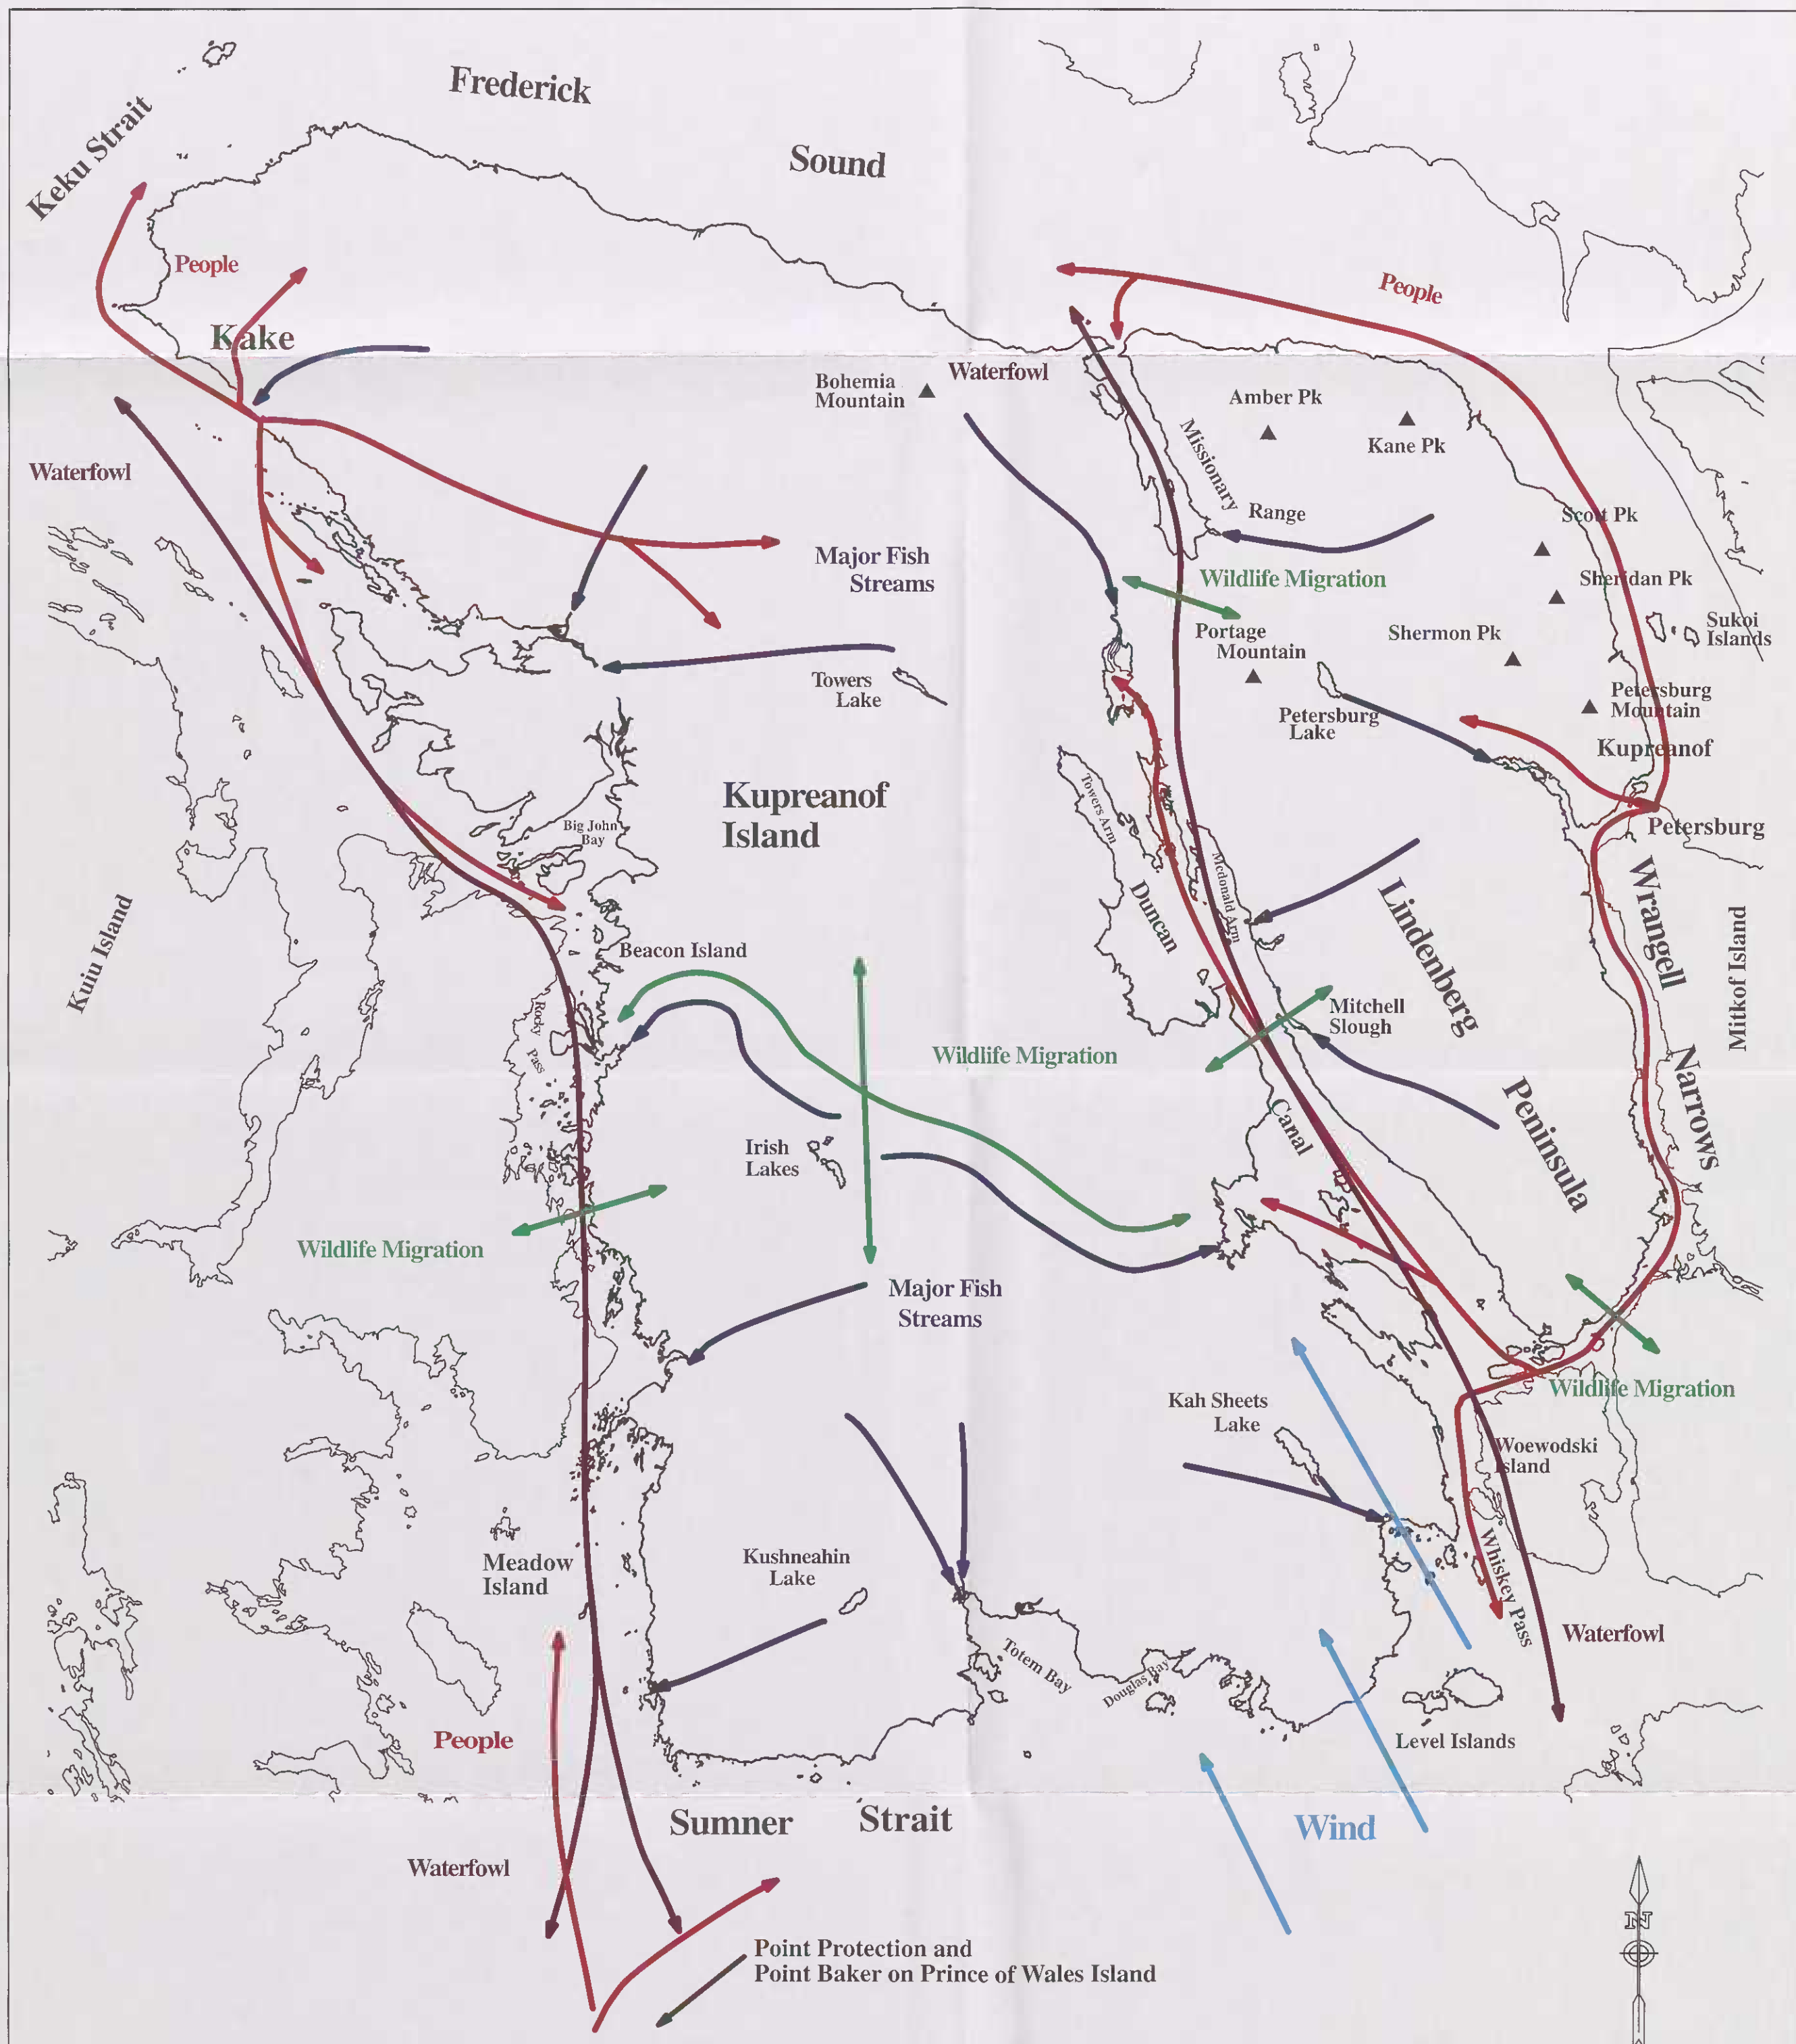 Frederick
Sound
Keku Strait
People
People
Kake
Waterfowl
Bohemia
Mountain
Amber Pk
Kane Pk
Missionary
Range
Waterfowl
Scott Pk
Major Fish
Streams
Wildlife Migration
Sheridan Pk
Sukoi
Islands
Portage
Mountain
Shermon Pk
Towers
Lake
Petersburg
Lake
Petersburg
Mountain
Kupreanof
Kupreanof
Island
Towers Arm
Big John
Bay
Petersburg
Mcdonald Arm
Duncan
Lindenberg
Wrangell
Mitkof Island
Kuiu Island
Beacon Island
Rocky
Pass
Mitchell
Slough
Wildlife Migration
Canal
Peninsula
Narrows
Irish
Lakes
Wildlife Migration
Major Fish
Streams
Wildlife Migration
Kah Sheets
Lake
Woewodski
Island
Meadow
Island
Kushneahin
Lake
Whiskey Pass
Waterfowl
Totem Bay
Douglas Bay
People
Level Islands
Sumner
Strait
Wind
Waterfowl
N
Point Protection and
Point Baker on Prince of Wales Island